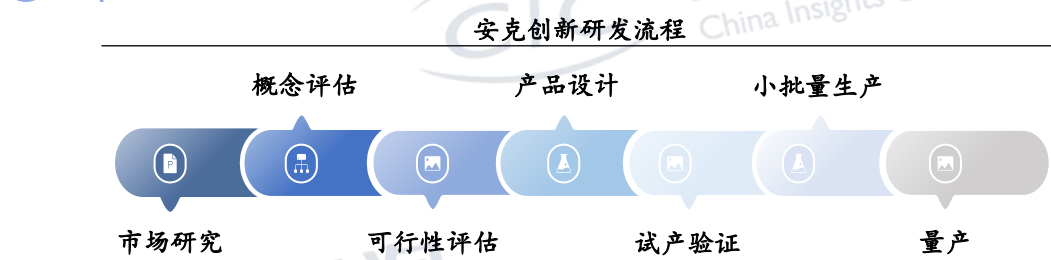 安克创新研发流程
China Insights
概念评估
产品设计
小批量生产
P
市场研究
可行性评估
试产验证
量产